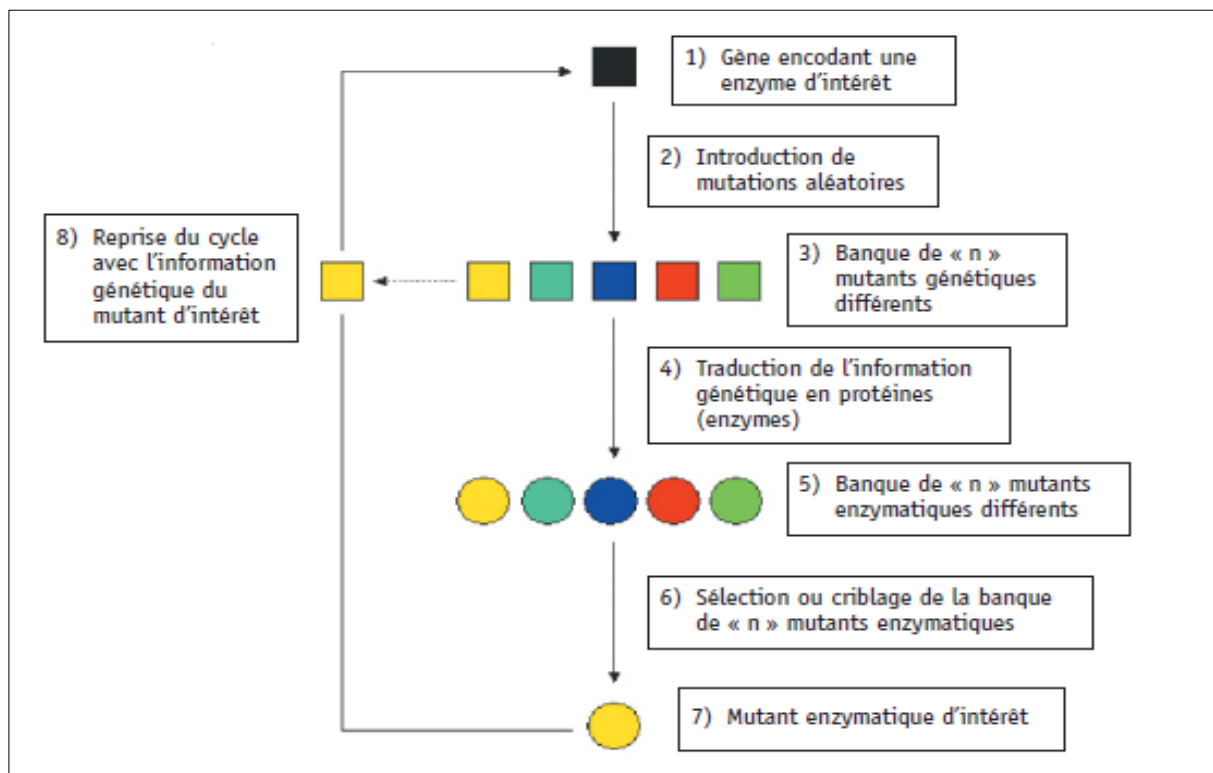 1) Gène encodant une
enzyme d'intérêt
2) Introduction de
mutations aléatoires
8) Reprise du cycle
avec l'information
génétique du
mutant d'intérêt
3) Banque de « n »
mutants génétiques
différents
4) Traduction de l'information
génétique en protéines
(enzymes)
5) Banque de « n » mutants
enzymatiques différents
6) Sélection ou criblage de la banque
de « n » mutants enzymatiques
7) Mutant enzymatique d'intérêt